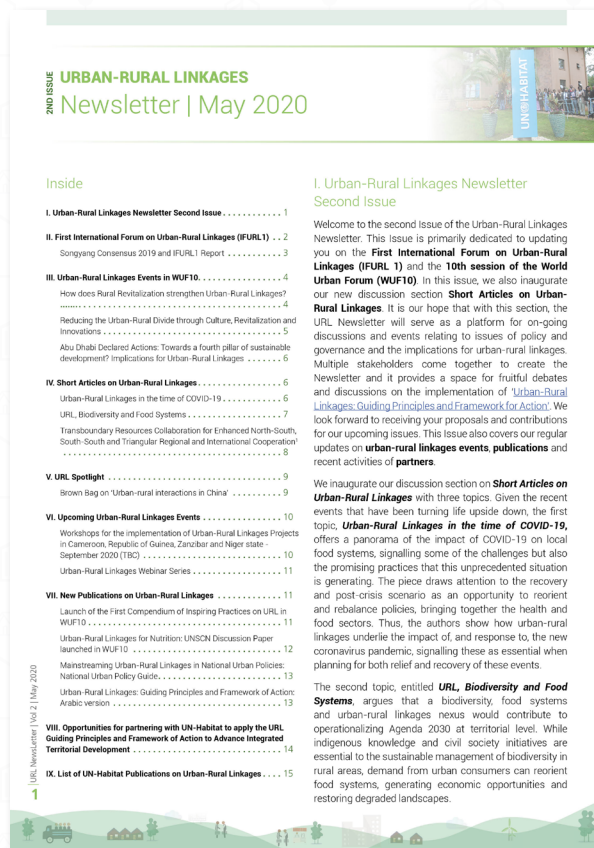 2ND ISSUE
URBAN-RURAL LINKAGES
Newsletter | May 2020
UN HABITAT
Inside
I. Urban-Rural Linkages Newsletter Second Issue . . . . . . . . . . . . 1
II. First International Forum on Urban-Rural Linkages (IFURL1) . . 2
Songyang Consensus 2019 and IFURL1 Report . . . . . . . . . . . 3
III. Urban-Rural Linkages Events in WUF10. . . . . . . . . . . . . . . . . 4
How does Rural Revitalization strengthen Urban-Rural Linkages?
. . . . . . . . . . . . . . . . . . . . . . . . . . . . . . . . . . . . . . . . . . . 4
Reducing the Urban-Rural Divide through Culture, Revitalization and
Innovations . . . . . . . . . . . . . . . . . . . . . . . . . . . . . . . . . . . . 5
Abu Dhabi Declared Actions: Towards a fourth pillar of sustainable
development? Implications for Urban-Rural Linkages . . . . . . . 6
IV. Short Articles on Urban-Rural Linkages . . . . . . . . . . . . . . . . . 6
Urban-Rural Linkages in the time of COVID-19 . . . . . . . . . . . . 6
URL, Biodiversity and Food Systems . . . . . . . . . . . . . . . . . . . 7
Transboundary Resources Collaboration for Enhanced North-South,
South-South and Triangular Regional and International Cooperation¹
. . . . . . . . . . . . . . . . . . . . . . . . . . . . . . . . . . . . . . . . . . . 8
V. URL Spotlight . . . . . . . . . . . . . . . . . . . . . . . . . . . . . . . . . . . 9
Brown Bag on 'Urban-rural interactions in China' . . . . . . . . . . 9
VI. Upcoming Urban-Rural Linkages Events . . . . . . . . . . . . . . . . 10
Workshops for the implementation of Urban-Rural Linkages Projects
in Cameroon, Republic of Guinea, Zanzibar and Niger state -
September 2020 (TBC) . . . . . . . . . . . . . . . . . . . . . . . . . . . . 10
Urban-Rural Linkages Webinar Series . . . . . . . . . . . . . . . . . . 11
VII. New Publications on Urban-Rural Linkages . . . . . . . . . . . . . 11
Launch of the First Compendium of Inspiring Practices on URL in
WUF10 . . . . . . . . . . . . . . . . . . . . . . . . . . . . . . . . . . . . . . . 11
Urban-Rural Linkages for Nutrition: UNSCN Discussion Paper
launched in WUF10 . . . . . . . . . . . . . . . . . . . . . . . . . . . . . . 12
Mainstreaming Urban-Rural Linkages in National Urban Policies:
National Urban Policy Guide. . . . . . . . . . . . . . . . . . . . . . . . . 13
Urban-Rural Linkages: Guiding Principles and Framework of Action:
Arabic version . . . . . . . . . . . . . . . . . . . . . . . . . . . . . . . . . . 13
VIII. Opportunities for partnering with UN-Habitat to apply the URL
Guiding Principles and Framework of Action to Advance Integrated
Territorial Development . . . . . . . . . . . . . . . . . . . . . . . . . . . . . . 14
IX. List of UN-Habitat Publications on Urban-Rural Linkages . . . . 15
I. Urban-Rural Linkages Newsletter
Second Issue
Welcome to the second Issue of the Urban-Rural Linkages
Newsletter. This Issue is primarily dedicated to updating
you on the First International Forum on Urban-Rural
Linkages (IFURL 1) and the 10th session of the World
Urban Forum (WUF10). In this issue, we also inaugurate
our new discussion section Short Articles on Urban-
Rural Linkages. It is our hope that with this section, the
URL Newsletter will serve as a platform for on-going
discussions and events relating to issues of policy and
governance and the implications for urban-rural linkages.
Multiple stakeholders come together to create the
Newsletter and it provides a space for fruitful debates
and discussions on the implementation of 'Urban-Rural
Linkages: Guiding Principles and Framework for Action'. We
look forward to receiving your proposals and contributions
for our upcoming issues. This Issue also covers our regular
updates on urban-rural linkages events, publications and
recent activities of partners.
We inaugurate our discussion section on Short Articles on
Urban-Rural Linkages with three topics. Given the recent
events that have been turning life upside down, the first
topic, Urban-Rural Linkages in the time of COVID-19,
offers a panorama of the impact of COVID-19 on local
food systems, signalling some of the challenges but also
the promising practices that this unprecedented situation
is generating. The piece draws attention to the recovery
and post-crisis scenario as an opportunity to reorient
and rebalance policies, bringing together the health and
food sectors. Thus, the authors show how urban-rural
linkages underlie the impact of, and response to, the new
coronavirus pandemic, signalling these as essential when
planning for both relief and recovery of these events.
The second topic, entitled URL, Biodiversity and Food
Systems, argues that a biodiversity, food systems
and urban-rural linkages nexus would contribute to
operationalizing Agenda 2030 at territorial level. While
indigenous knowledge and civil society initiatives are
essential to the sustainable management of biodiversity in
rural areas, demand from urban consumers can reorient
food systems, generating economic opportunities and
restoring degraded landscapes.
URL NewsLetter | Vol 2 | May 2020
1